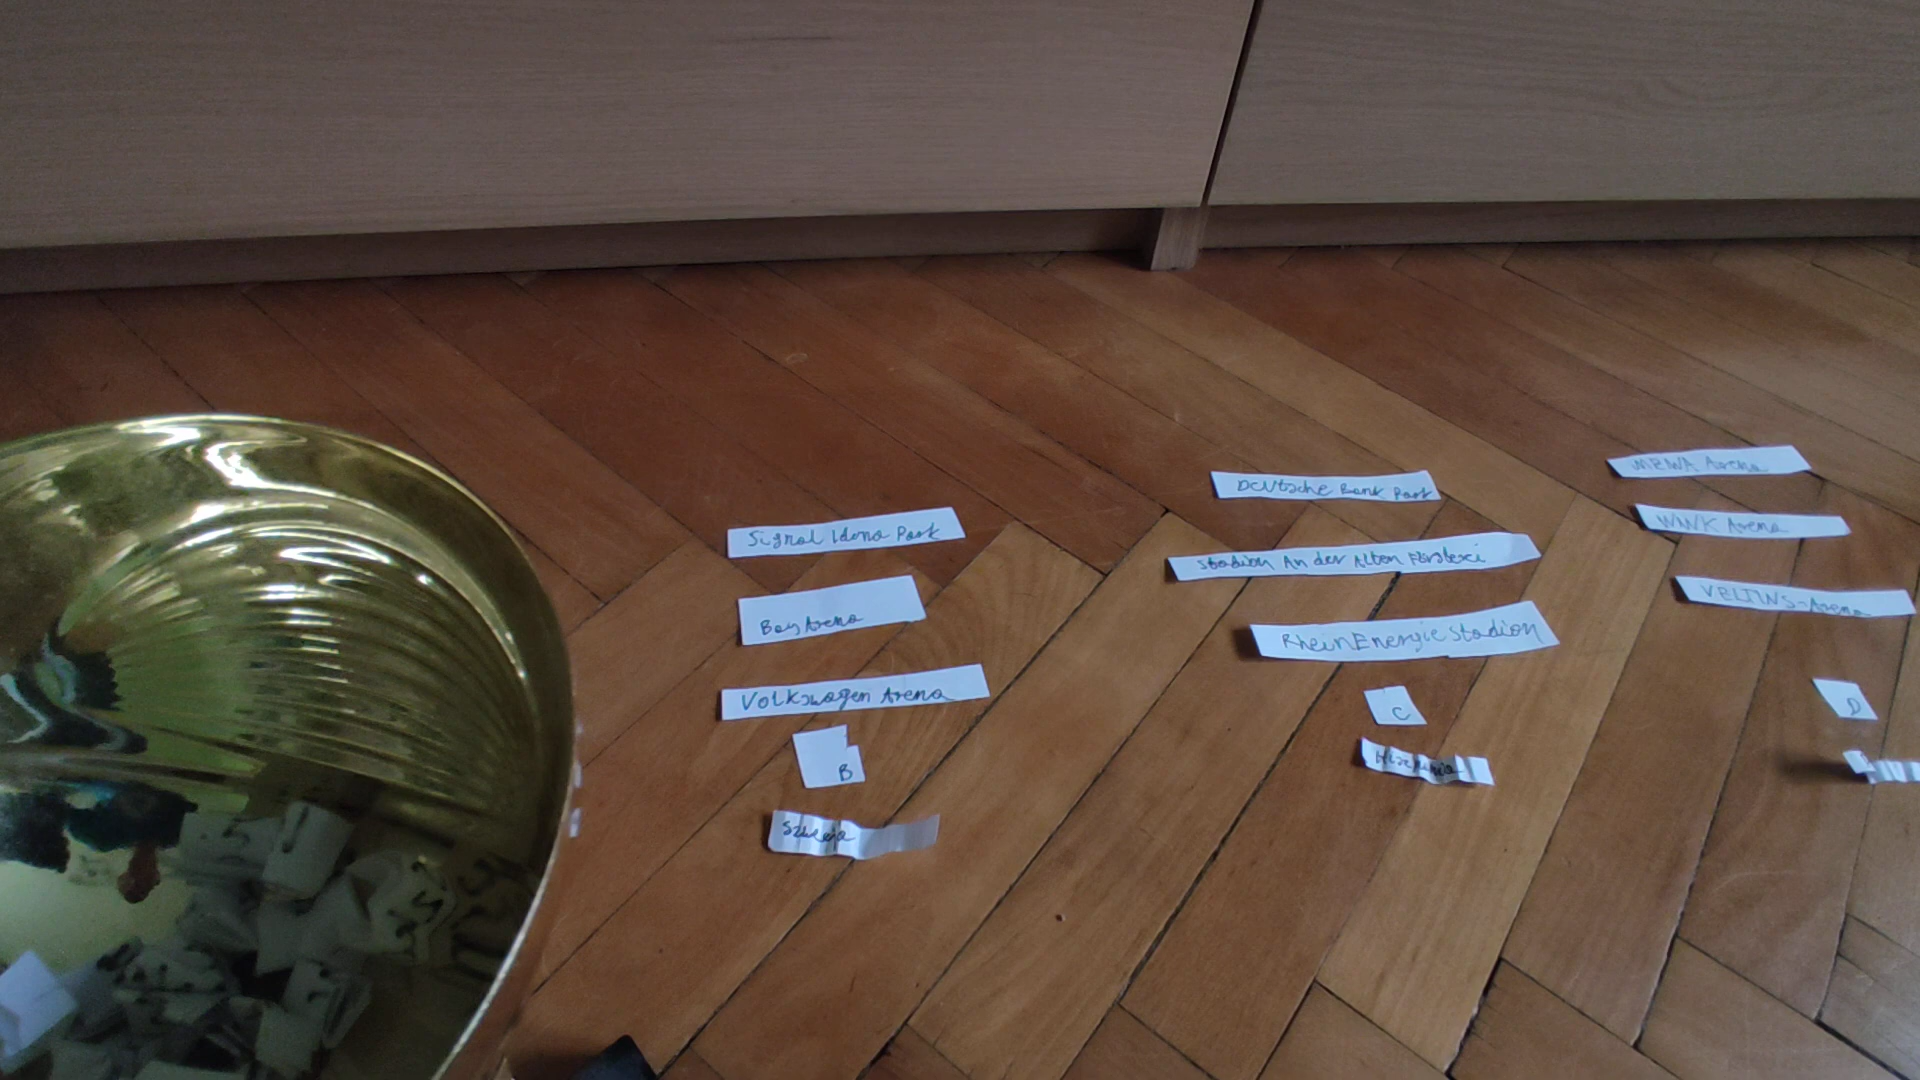 Signal Iduna Park
BayArena
Volkswagen Arena
B
Szwecja
Deutsche Bank Park
Stadion An der Alten Försterei
RheinEnergieStadion
C
Hiszpania
MEWA Arena
WWK Arena
VELTINS-Arena
D